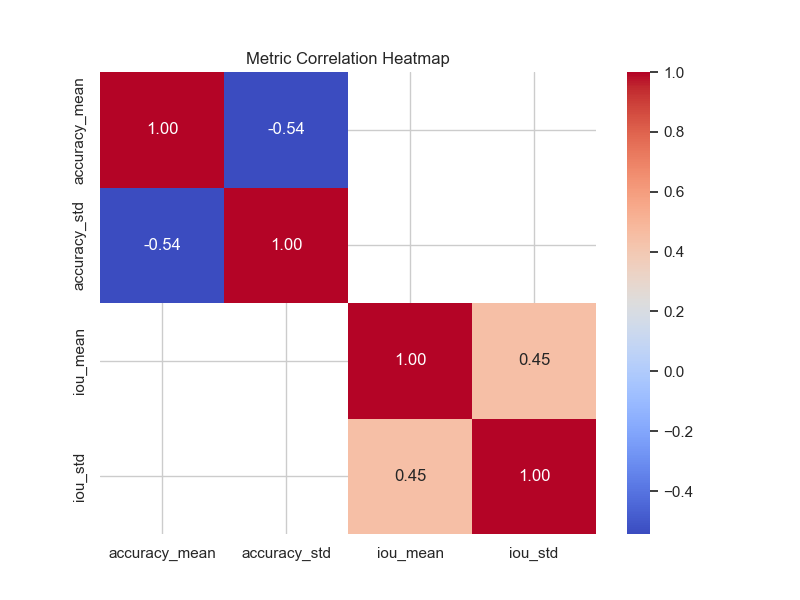 Metric Correlation Heatmap
accuracy_mean
accuracy_std
iou_mean
iou_std
1.00
-0.54
-0.54
1.00
1.00
0.45
0.45
1.00
accuracy_mean
accuracy_std
iou_mean
iou_std
1.0
0.8
0.6
0.4
0.2
0.0
−0.2
−0.4